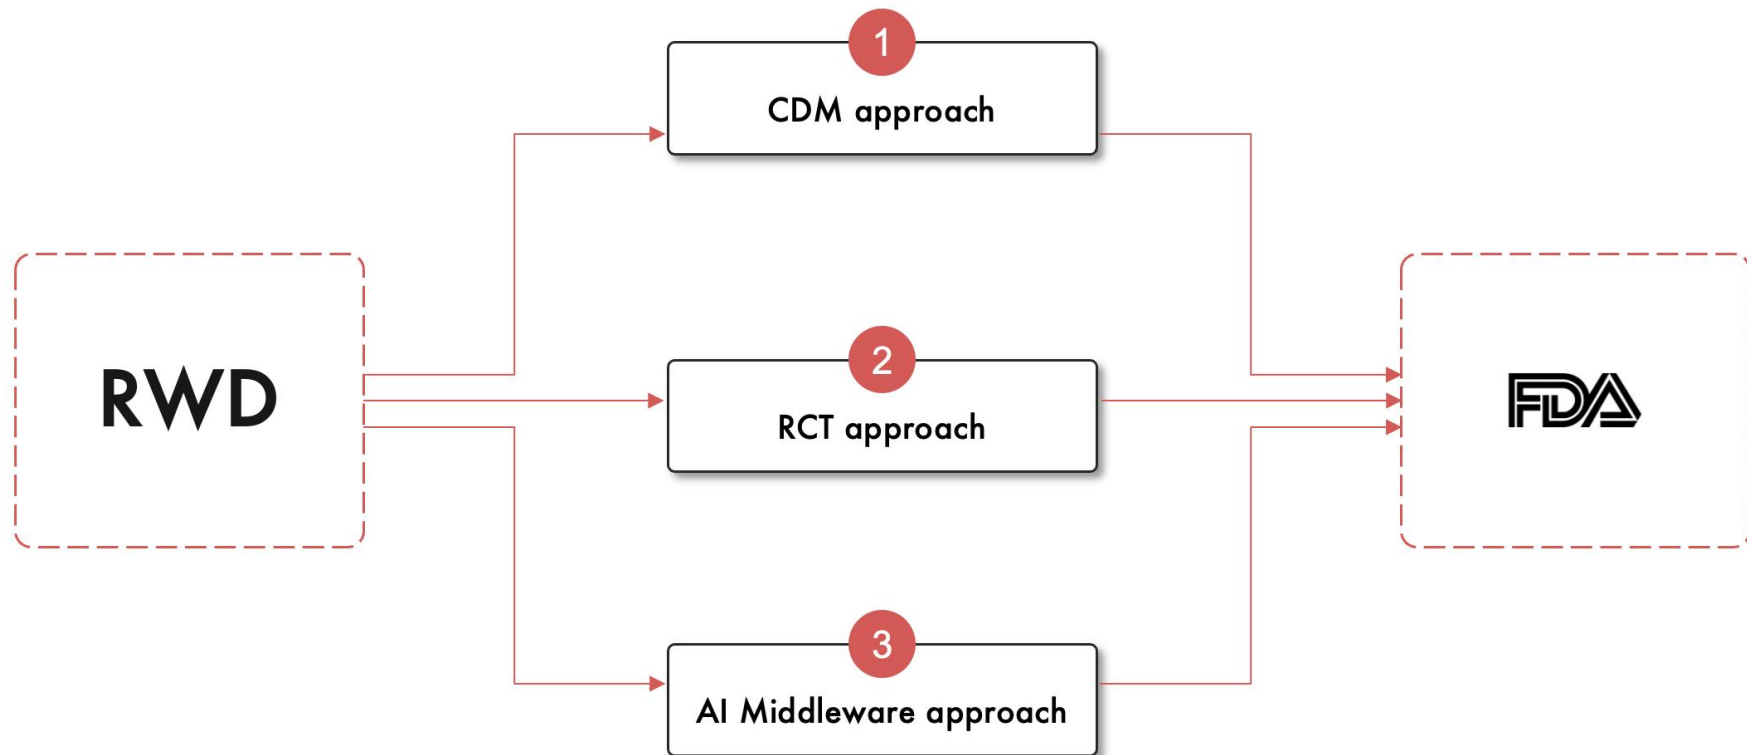 1
CDM approach
RWD
2
RCT approach
FDA
3
AI Middleware approach